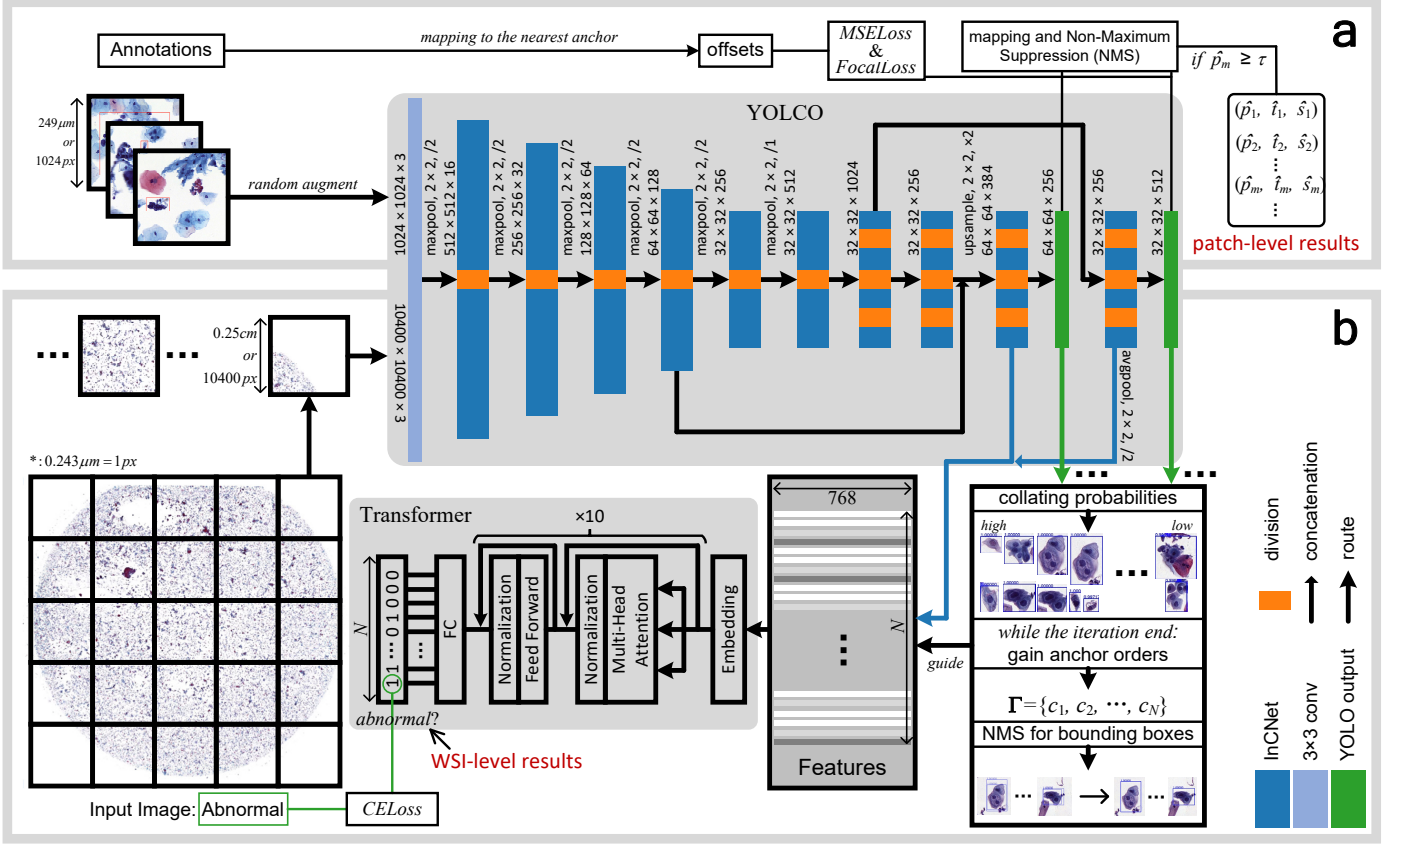 a
Annotations
mapping to the nearest anchor
offsets
MSELoss
&
FocalLoss
mapping and Non-Maximum
Suppression (NMS)
if p̂m ≥ τ
(p̂1, t̂1, ŝ1)
(p̂2, t̂2, ŝ2)
⋯
(p̂m, t̂m, ŝm)
⋯
patch-level results
249μm
or
1024px
random augment
YOLCO
1024×1024×3
maxpool, 2×2, /2
512×512×16
maxpool, 2×2, /2
256×256×32
maxpool, 2×2, /2
128×128×64
maxpool, 2×2, /2
64×64×128
maxpool, 2×2, /2
32×32×256
maxpool, 2×2, /1
32×32×512
32×32×1024
32×32×256
upsample, 2×2, ×2
64×64×384
64×64×256
32×32×256
32×32×512
10400×10400×3
avgpool, 2×2, /2
b
0.25cm
or
10400px
*:0.243μm=1px
Transformer
×10
N
1 1 ⋯ 0 1 0 0 0
FC
Normalization
Feed Forward
Normalization
Multi-Head
Attention
Embedding
abnormal?
WSI-level results
Input Image: Abnormal
CELoss
768
N
Features
guide
collating probabilities
high
low
while the iteration end:
gain anchor orders
Γ={c1, c2, ⋯, cN}
NMS for bounding boxes
division
concatenation
route
InCNet
3×3 conv
YOLO output